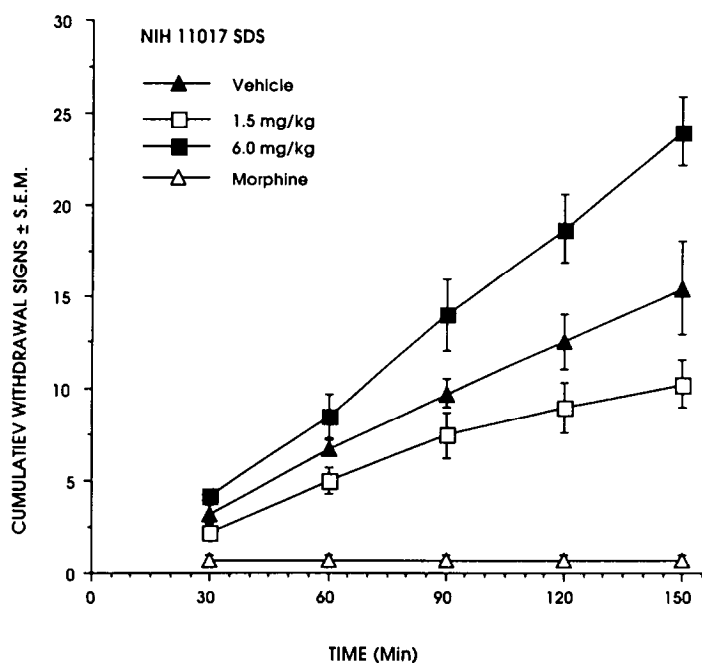 NIH 11017 SDS
Vehicle
1.5 mg/kg
6.0 mg/kg
Morphine
CUMULATIEV WITHDRAWAL SIGNS ± S.E.M.
30
25
20
15
10
5
0
0 30 60 90 120 150
TIME (Min)